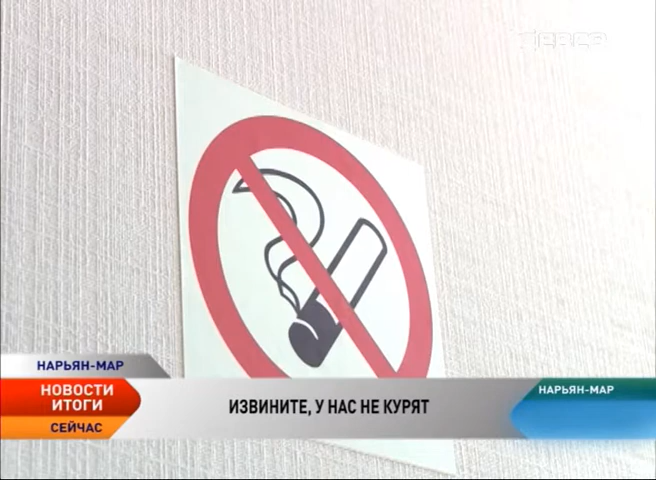 НАРЬЯН-МАР
НОВОСТИ
ИТОГИ
СЕЙЧАС
ИЗВИНИТЕ, У НАС НЕ КУРЯТ
НАРЬЯН-МАР